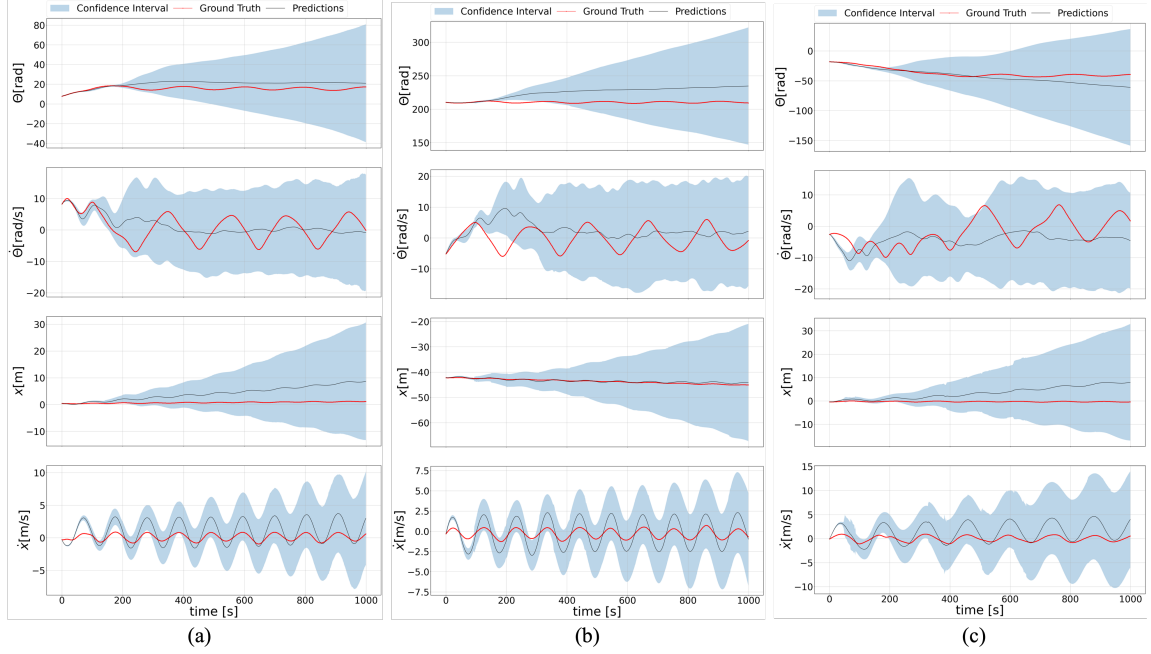 Confidence Interval Ground Truth Predictions
80
60
40
20
0
−20
−40
Θ[rad]
10
0
−10
−20
Θ̇[rad/s]
30
20
10
0
−10
x[m]
10
5
0
−5
ẋ[m/s]
0 200 400 600 800 1000
time [s]
(a)
Confidence Interval Ground Truth Predictions
300
250
200
150
Θ[rad]
20
10
0
−10
Θ̇[rad/s]
−20
−30
−40
−50
−60
x[m]
7.5
5.0
2.5
0.0
−2.5
−5.0
−7.5
ẋ[m/s]
0 200 400 600 800 1000
time [s]
(b)
Confidence Interval Ground Truth Predictions
0
−50
−100
−150
Θ[rad]
10
0
−10
−20
Θ̇[rad/s]
30
20
10
0
−10
x[m]
15
10
5
0
−5
−10
ẋ[m/s]
0 200 400 600 800 1000
time [s]
(c)